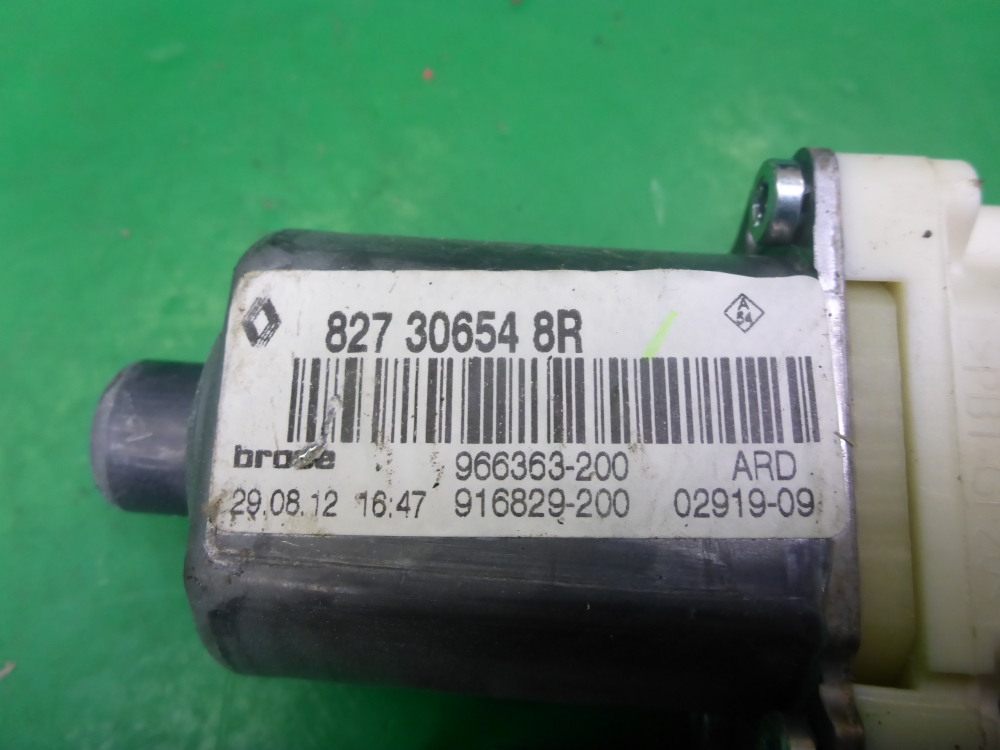 827 30654 8R
A
54
brose
966363-200
ARD
29.08.12 16:47
916829-200
02919-09